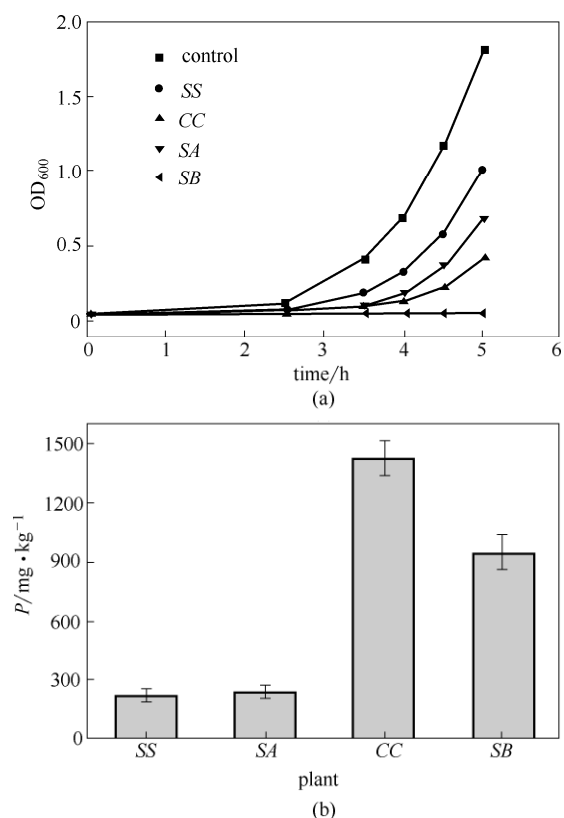 2.0
control
SS
CC
SA
SB
1.5
1.0
0.5
0
OD₆₀₀
0 1 2 3 4 5 6
time/h
(a)
1500
1200
900
600
300
0
P/mg·kg⁻¹
SS SA CC SB
plant
(b)